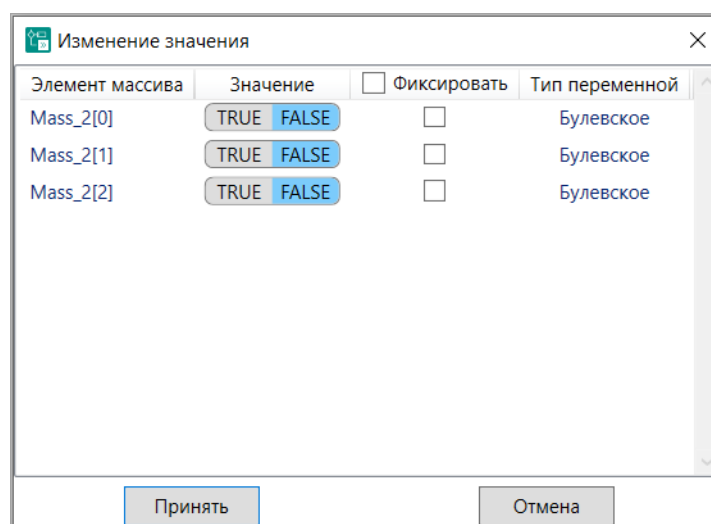 Изменение значения
Элемент массива Значение Фиксировать Тип переменной
Mass_2[0] TRUE FALSE Булевское
Mass_2[1] TRUE FALSE Булевское
Mass_2[2] TRUE FALSE Булевское
Принять Отмена